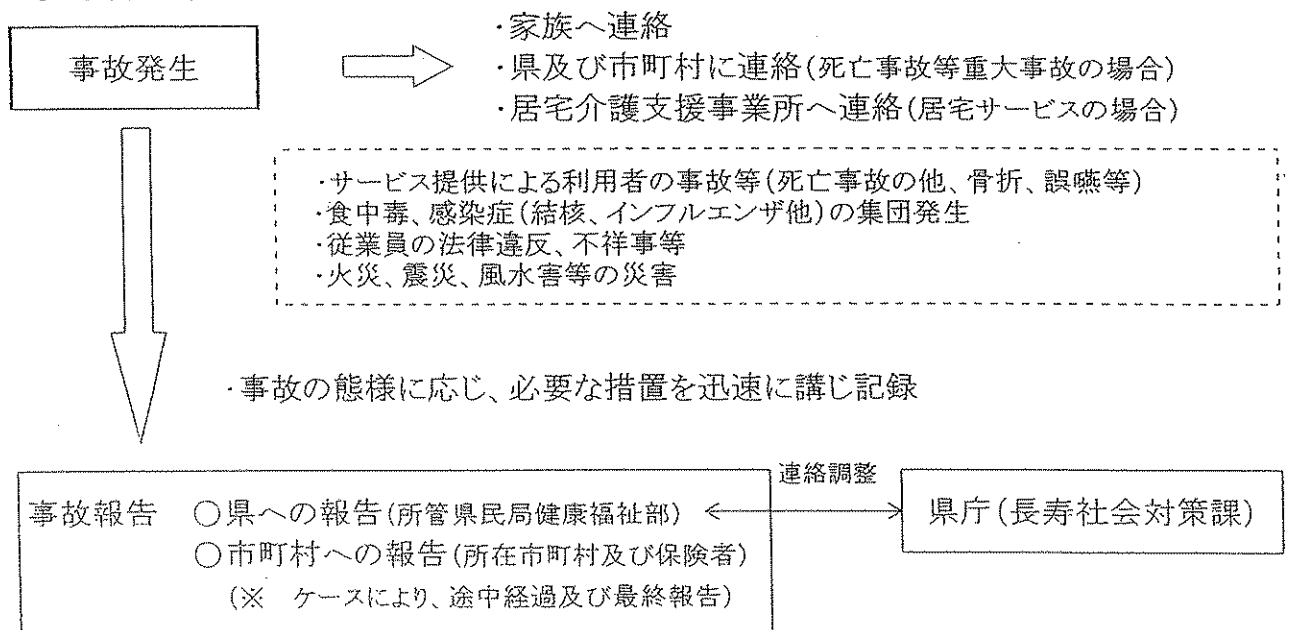 事故発生
・家族へ連絡
・県及び市町村に連絡(死亡事故等重大事故の場合)
・居宅介護支援事業所へ連絡(居宅サービスの場合)
・サービス提供による利用者の事故等(死亡事故の他、骨折、誤嚥等)
・食中毒、感染症(結核、インフルエンザ他)の集団発生
・従業員の法律違反、不祥事等
・火災、震災、風水害等の災害
・事故の態様に応じ、必要な措置を迅速に講じ記録
事故報告 ○県への報告(所管県民局健康福祉部)
連絡調整
県庁(長寿社会対策課)
○市町村への報告(所在市町村及び保険者)
(※ ケースにより、途中経過及び最終報告)